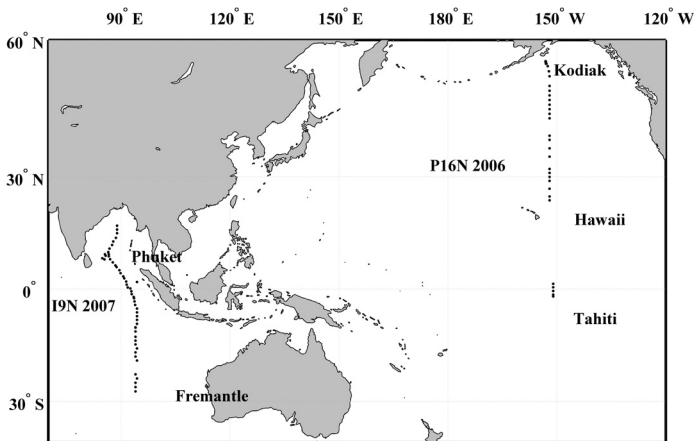 90° E 120° E 150° E 180° W 150° W 120° W
60° N
Kodiak
P16N 2006
30° N
Hawaii
Phuket
0°
I9N 2007
Tahiti
Fremantle
30° S